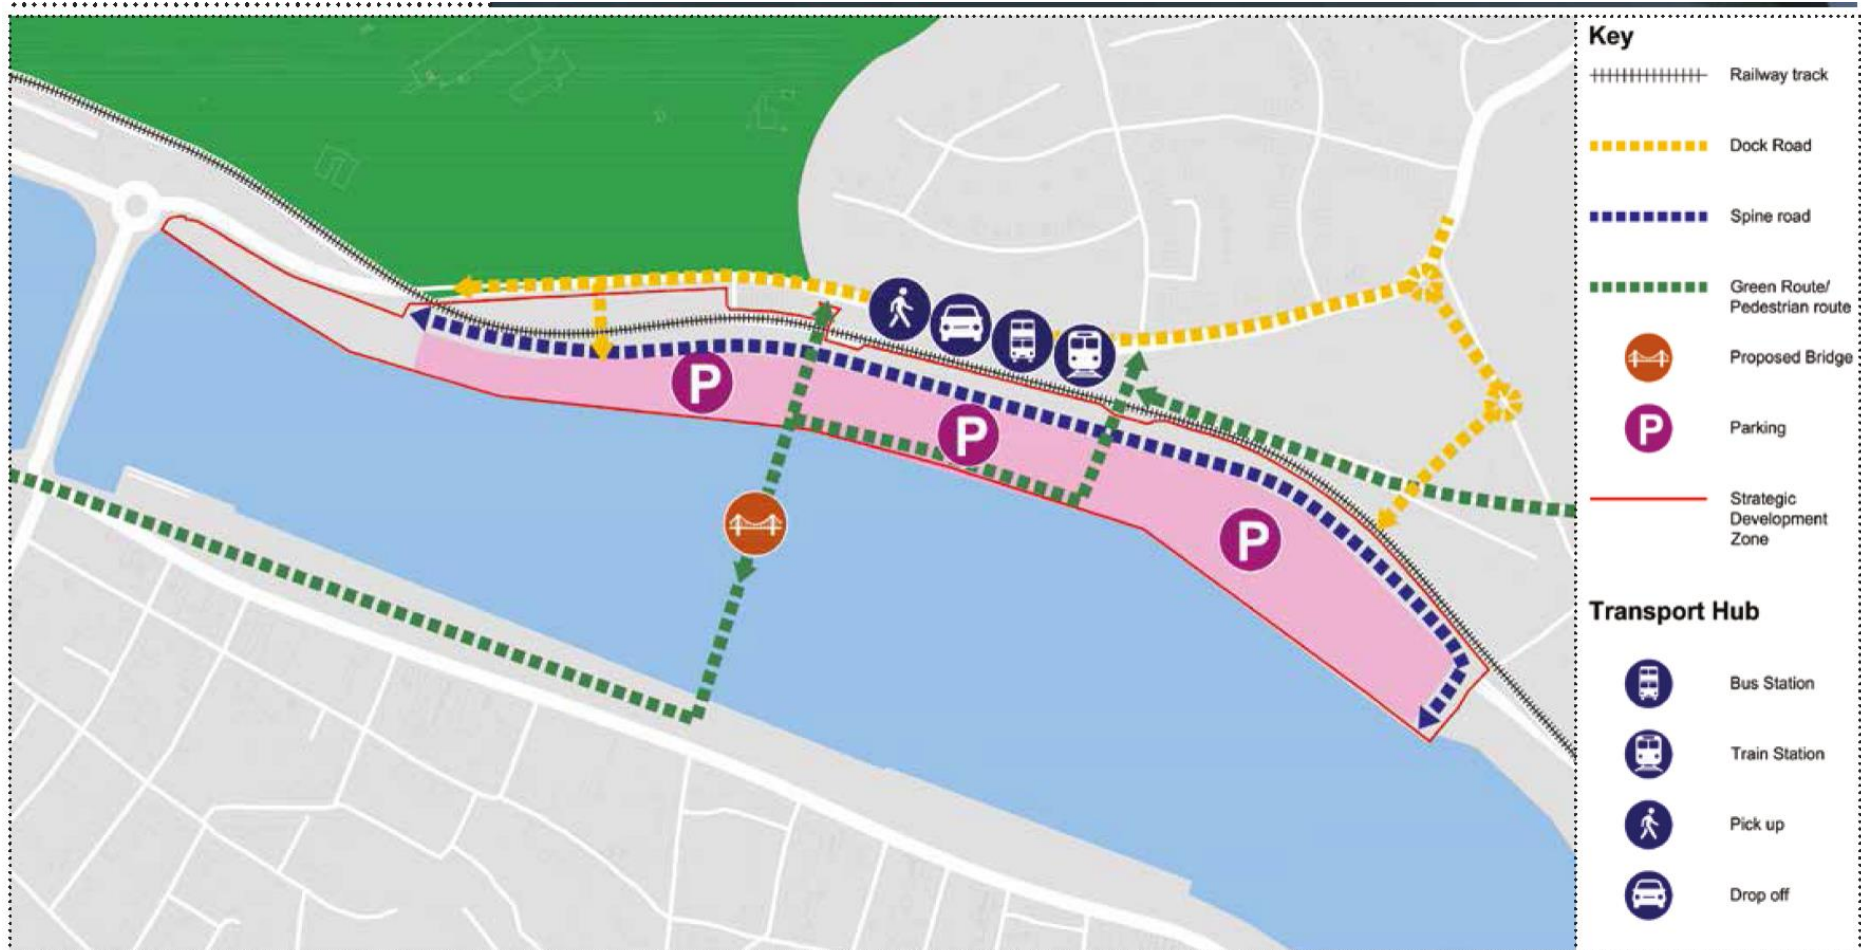 P
P
P
Key
Railway track
Dock Road
Spine road
Green Route/
Pedestrian route
Proposed Bridge
P
Parking
Strategic
Development
Zone
Transport Hub
Bus Station
Train Station
Pick up
Drop off